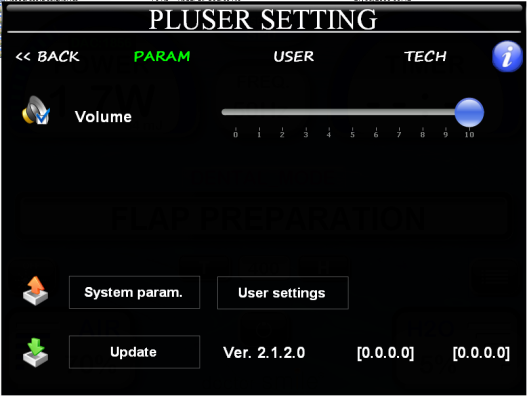 PLUSER SETTING
<< BACK PARAM USER TECH i
Volume
0 1 2 3 4 5 6 7 8 9 10
FLAP PREPARATION
System param. User settings
Update Ver. 2.1.2.0 [0.0.0.0] [0.0.0.0]